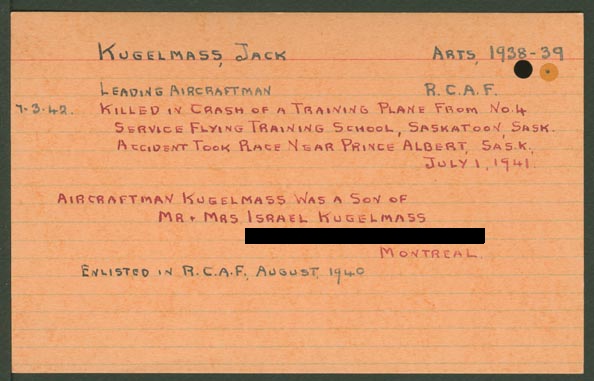 KUGELMASS, JACK ARTS, 1938-39
LEADING AIRCRAFTMAN R.C.A.F.
7.3.42. KILLED IN CRASH OF A TRAINING PLANE FROM NO.4
SERVICE FLYING TRAINING SCHOOL, SASKATOON, SASK.
ACCIDENT TOOK RACE NEAR PRINCE ALBERT, SASK.
JULY 1, 1941.
AIRCRAFTMAN KUGELMASS WAS A SON OF
MR + MRS ISRAEL KUGELMASS
MONTREAL.
ENLISTED IN R.C.A.F., AUGUST, 1940